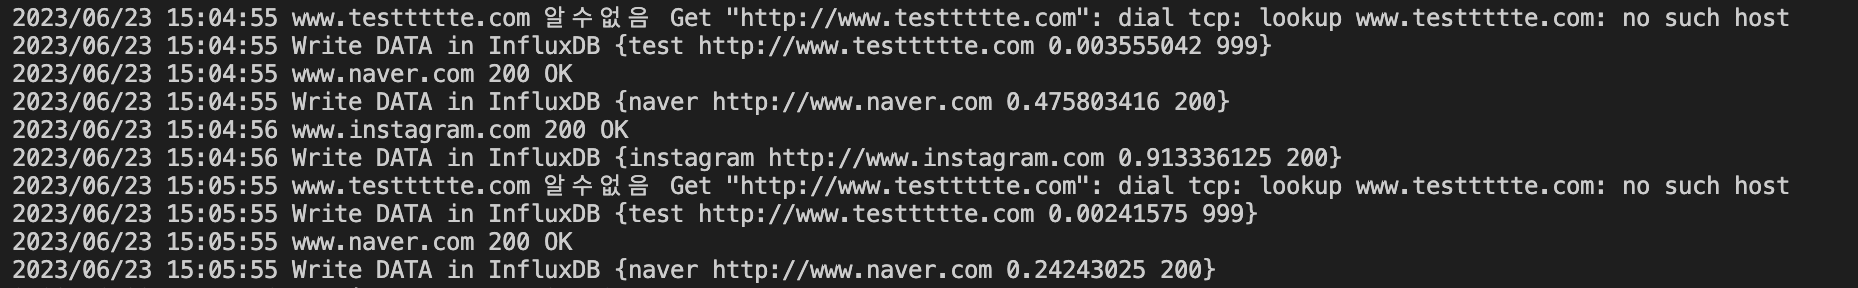 2023/06/23 15:04:55 www.testtttte.com 알수없음 Get "http://www.testtttte.com": dial tcp: lookup www.testtttte.com: no such host
2023/06/23 15:04:55 Write DATA in InfluxDB {test http://www.testtttte.com 0.003555042 999}
2023/06/23 15:04:55 www.naver.com 200 OK
2023/06/23 15:04:55 Write DATA in InfluxDB {naver http://www.naver.com 0.475803416 200}
2023/06/23 15:04:56 www.instagram.com 200 OK
2023/06/23 15:04:56 Write DATA in InfluxDB {instagram http://www.instagram.com 0.913336125 200}
2023/06/23 15:05:55 www.testtttte.com 알수없음 Get "http://www.testtttte.com": dial tcp: lookup www.testtttte.com: no such host
2023/06/23 15:05:55 Write DATA in InfluxDB {test http://www.testtttte.com 0.00241575 999}
2023/06/23 15:05:55 www.naver.com 200 OK
2023/06/23 15:05:55 Write DATA in InfluxDB {naver http://www.naver.com 0.24243025 200}